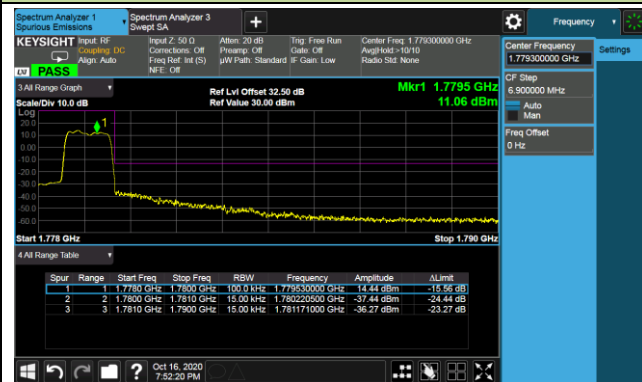 Spectrum Analyzer 1
Spurious Emissions
Spectrum Analyzer 3
Swept SA
Frequency
KEYSIGHT
Input: RF
Coupling: DC
Align: Auto
Input Z: 50 Ω
Corrections: Off
Freq Ref: Int (S)
NFE: Off
Atten: 20 dB
Preamp: Off
µW Path: Standard
Trig: Free Run
Gate: Off
IF Gain: Low
Center Freq: 1.779300000 GHz
Avg|Hold:>10/10
Radio Std: None
LXI
PASS
Center Frequency
1.779300000 GHz
Settings
CF Step
6.900000 MHz
Auto
Man
Freq Offset
0 Hz
3 All Range Graph
Scale/Div 10.0 dB
Ref Lvl Offset 32.50 dB
Ref Value 30.00 dBm
Mkr1 1.7795 GHz
11.06 dBm
Log
20.0
10.0
0.00
-10.0
-20.0
-30.0
-40.0
-50.0
-60.0
1
Start 1.778 GHz
Stop 1.790 GHz
4 All Range Table
Spur Range Start Freq Stop Freq RBW Frequency Amplitude ΔLimit
1 1 1.7780 GHz 1.7800 GHz 100.0 kHz 1.779530000 GHz 14.44 dBm -15.56 dB
2 2 1.7800 GHz 1.7810 GHz 15.00 kHz 1.780220500 GHz -37.44 dBm -24.44 dB
3 3 1.7810 GHz 1.7900 GHz 15.00 kHz 1.781171000 GHz -36.27 dBm -23.27 dB
Oct 16, 2020
7:52:20 PM